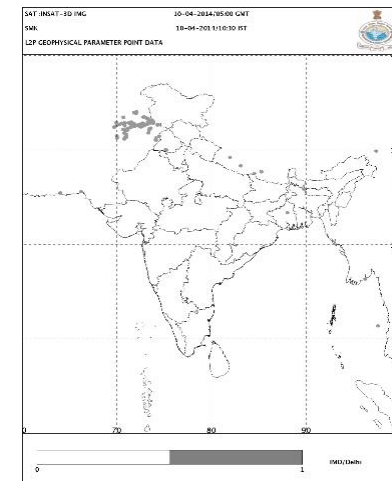 SAT :INSAT-3D IMG 10-04-2014/05:00 GMT
SMK 10-04-2014/10:30 IST
L2P GEOPHYSICAL PARAMETER POINT DATA
70 80 90
0 1 IMD/Delhi